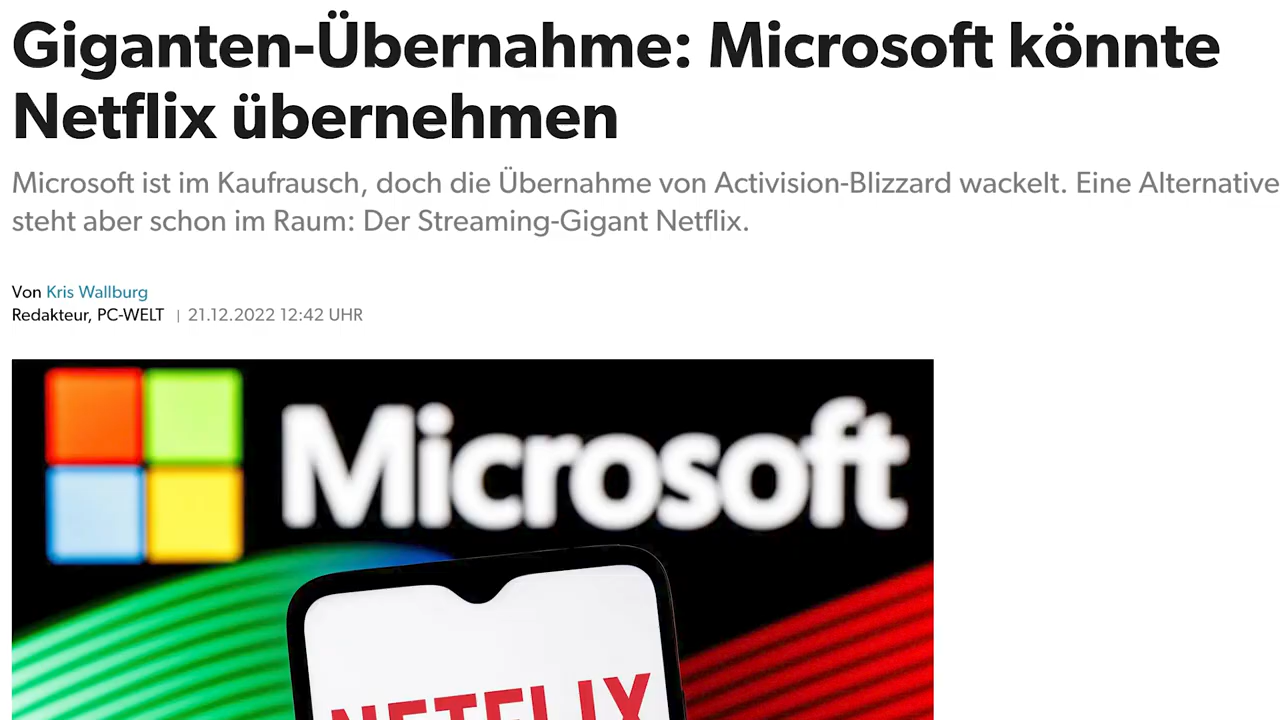 Giganten-Übernahme: Microsoft könnte
Netflix übernehmen
Microsoft ist im Kaufrausch, doch die Übernahme von Activision-Blizzard wackelt. Eine Alternative
steht aber schon im Raum: Der Streaming-Gigant Netflix.
Von Kris Wallburg
Redakteur, PC-WELT | 21.12.2022 12:42 UHR
Microsoft
NETFLIX